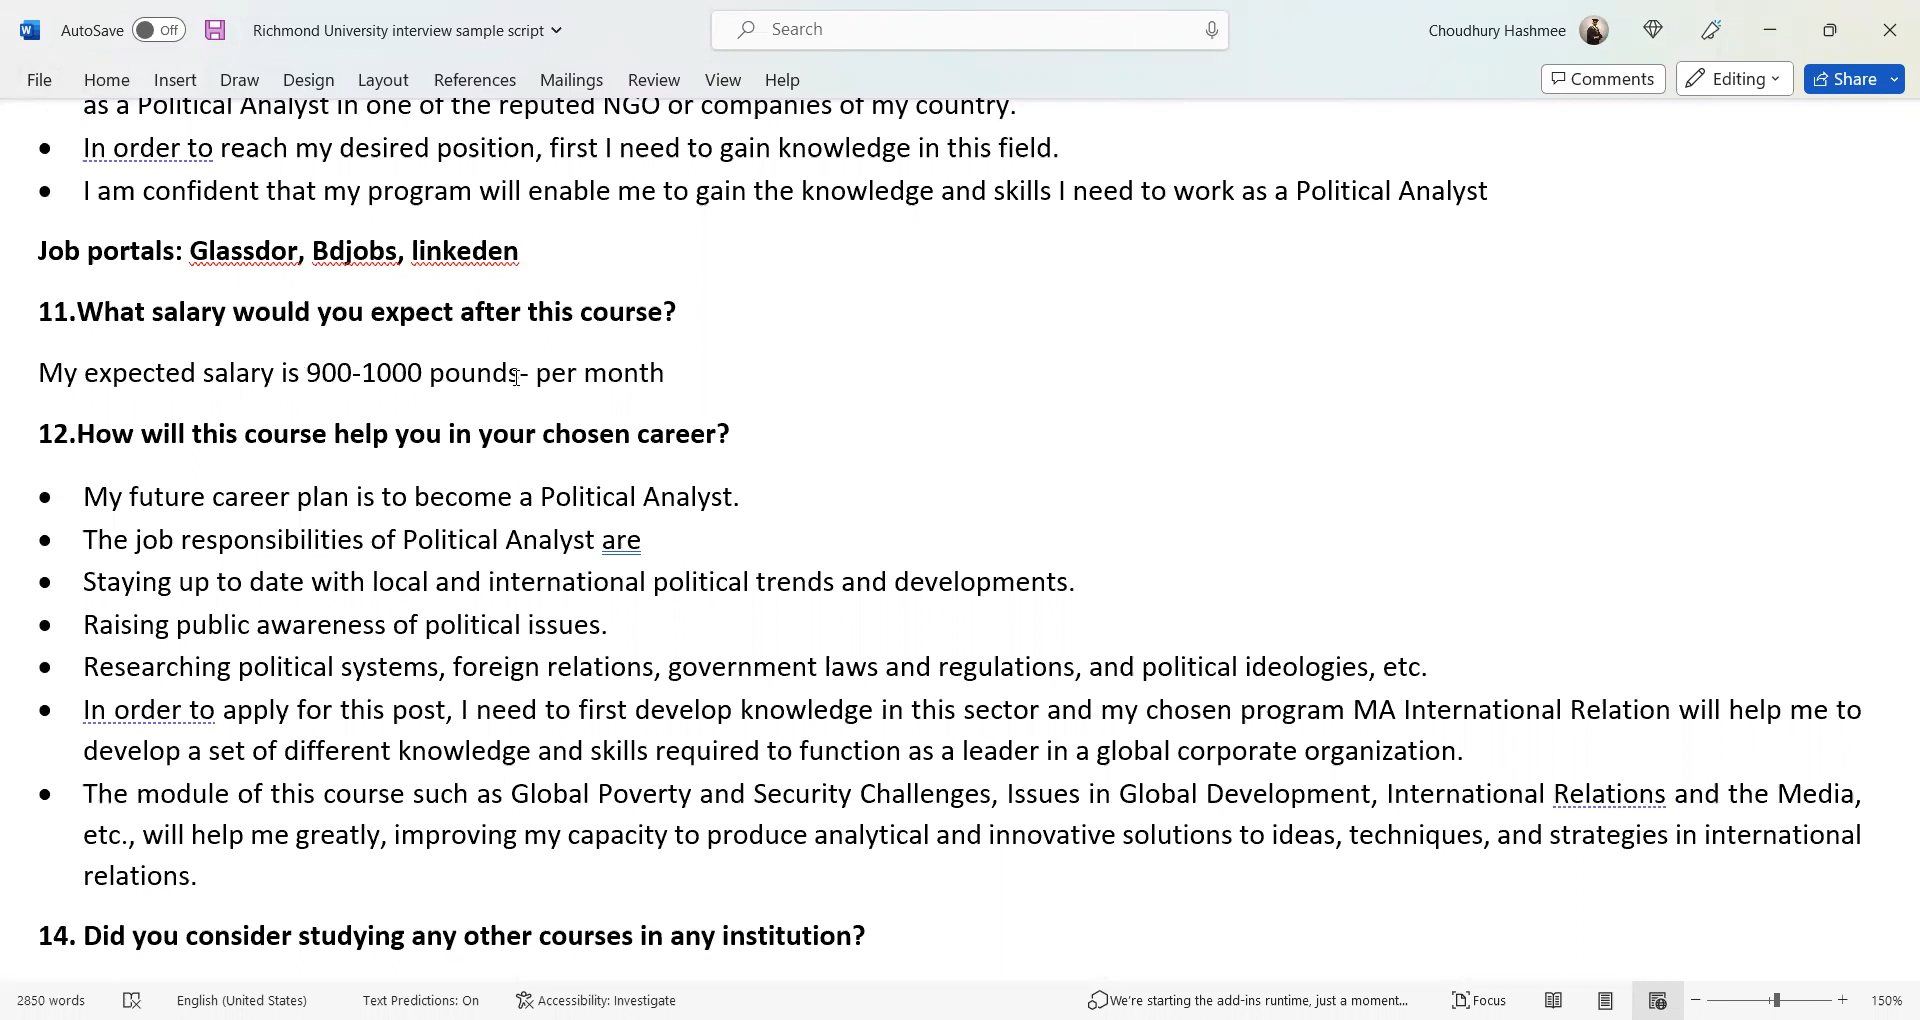 AutoSave Off Richmond University interview sample script Search Choudhury Hashmee
File Home Insert Draw Design Layout References Mailings Review View Help Comments Editing Share
as a Political Analyst in one of the reputed NGO or companies of my country.
• In order to reach my desired position, first I need to gain knowledge in this field.
• I am confident that my program will enable me to gain the knowledge and skills I need to work as a Political Analyst
Job portals: Glassdor, Bdjobs, linkeden
11.What salary would you expect after this course?
My expected salary is 900-1000 pounds- per month
12.How will this course help you in your chosen career?
• My future career plan is to become a Political Analyst.
• The job responsibilities of Political Analyst are
• Staying up to date with local and international political trends and developments.
• Raising public awareness of political issues.
• Researching political systems, foreign relations, government laws and regulations, and political ideologies, etc.
• In order to apply for this post, I need to first develop knowledge in this sector and my chosen program MA International Relation will help me to
develop a set of different knowledge and skills required to function as a leader in a global corporate organization.
• The module of this course such as Global Poverty and Security Challenges, Issues in Global Development, International Relations and the Media,
etc., will help me greatly, improving my capacity to produce analytical and innovative solutions to ideas, techniques, and strategies in international
relations.
14. Did you consider studying any other courses in any institution?
2850 words English (United States) Text Predictions: On Accessibility: Investigate We're starting the add-ins runtime, just a moment... Focus 150%